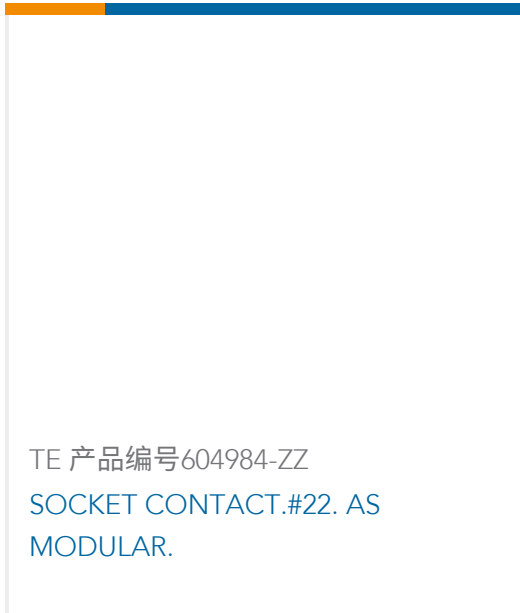 TE 产品编号604984-ZZ
SOCKET CONTACT.#22. AS
MODULAR.